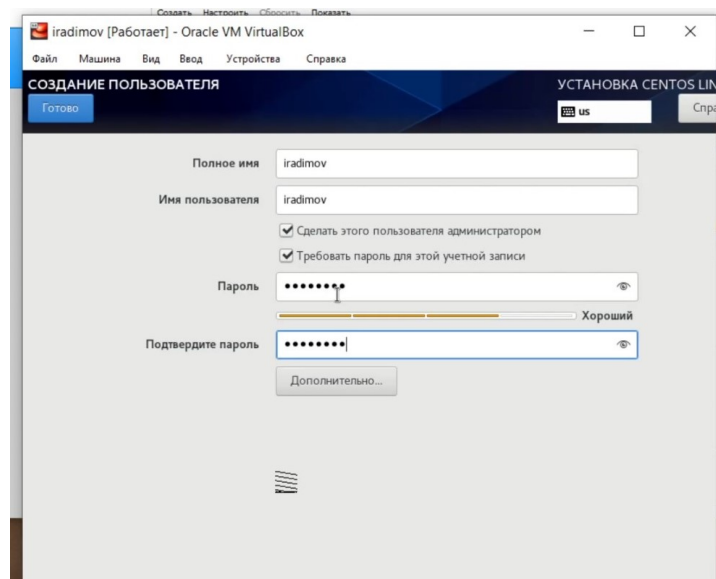 Создать Настроить Сбросить Показать
iradimov [Работает] - Oracle VM VirtualBox
Файл Машина Вид Ввод Устройства Справка
СОЗДАНИЕ ПОЛЬЗОВАТЕЛЯ УСТАНОВКА CENTOS LIN
Готово us Спра
Полное имя iradimov
Имя пользователя iradimov
Сделать этого пользователя администратором
Требовать пароль для этой учетной записи
Пароль ••••••••
Хороший
Подтвердите пароль ••••••••
Дополнительно...